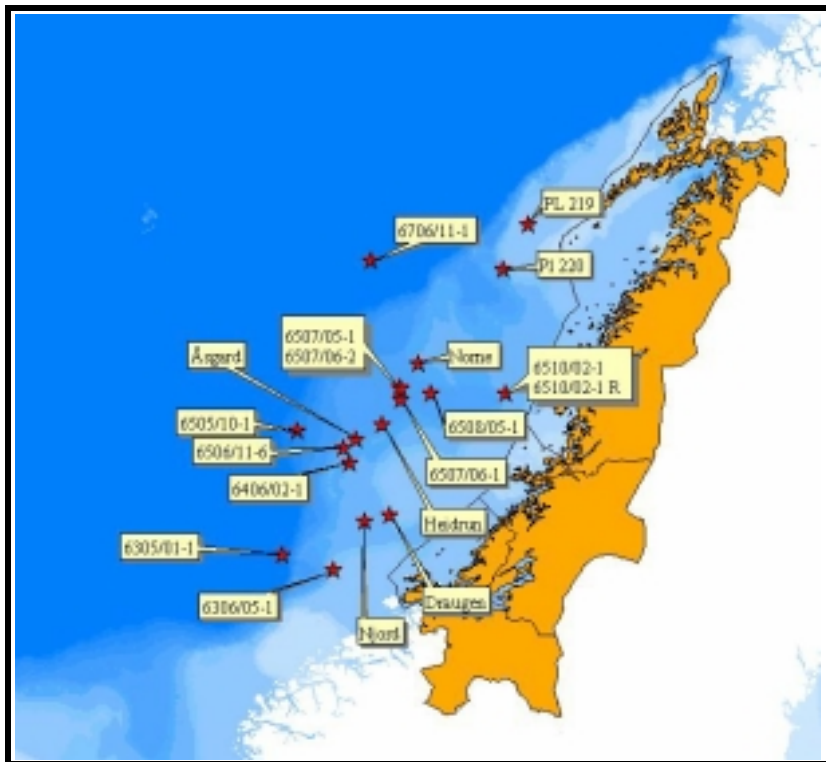 PL 219
6706/11-1
Pl 220
6507/05-1
6507/06-2
Norne
Åsgard
6510/02-1
6510/02-1 R
6505/10-1
6508/05-1
6506/11-6
6507/06-1
6406/02-1
Heidrun
6305/01-1
6306/05-1
Draugen
Njord